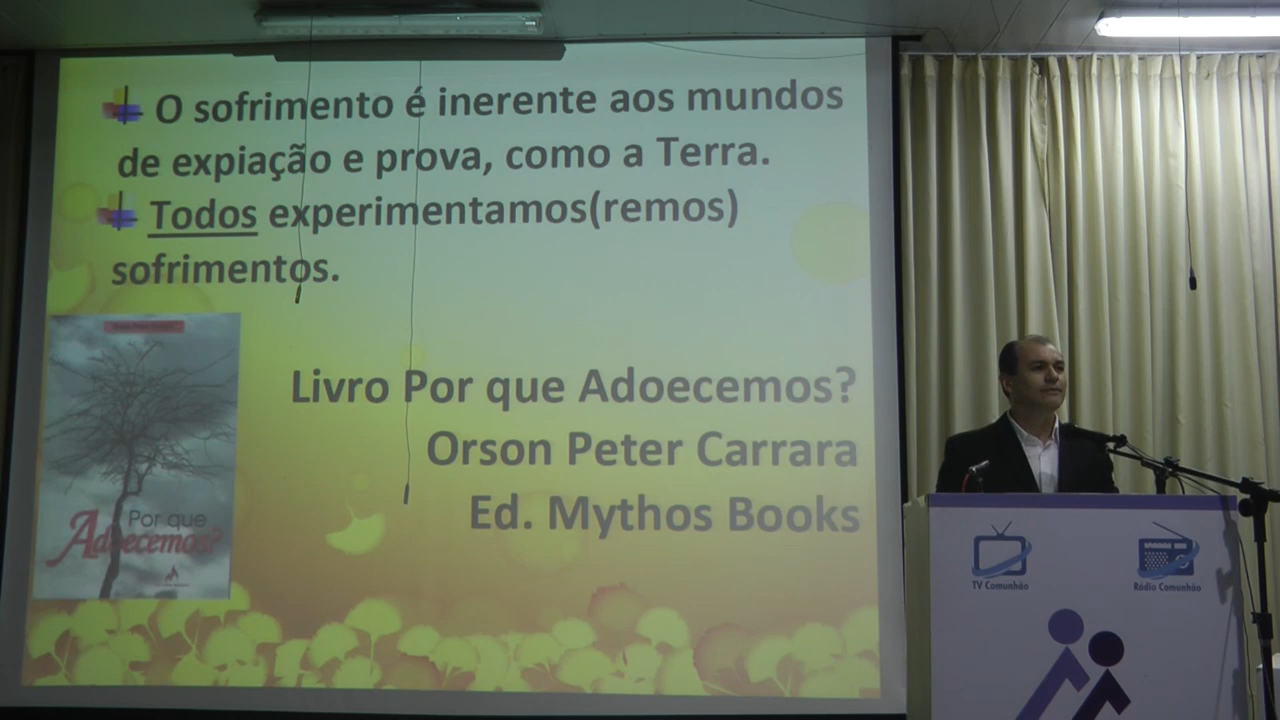 O sofrimento é inerente aos mundos
de expiação e prova, como a Terra.
Todos experimentamos(remos)
sofrimentos.
Livro Por que Adoecemos?
Orson Peter Carrara
Ed. Mythos Books
Por que
Adoecemos?
TV Comunhão
Rádio Comunhão